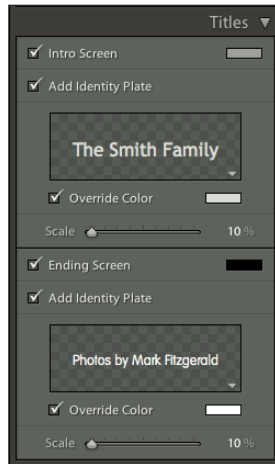 Titles
Intro Screen
Add Identity Plate
The Smith Family
Override Color
Scale 10 %
Ending Screen
Add Identity Plate
Photos by Mark Fitzgerald
Override Color
Scale 10 %